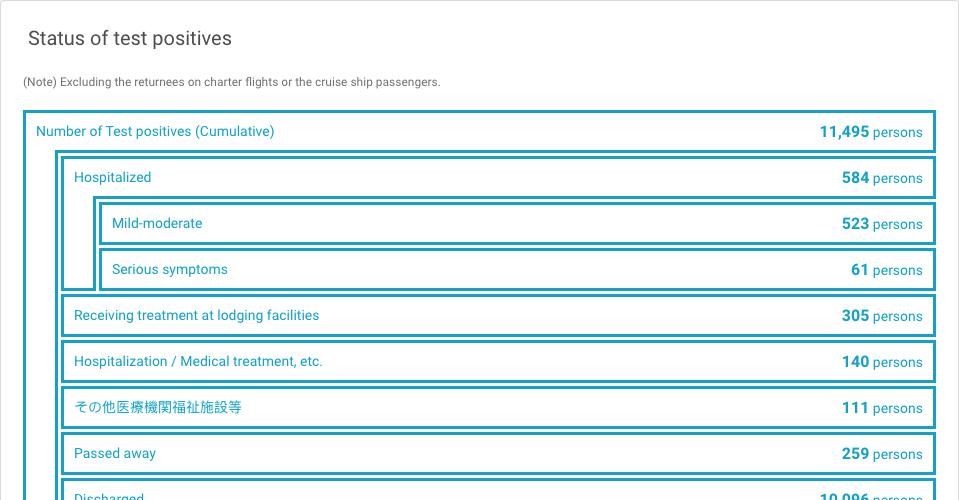 Status of test positives
(Note) Excluding the returnees on charter flights or the cruise ship passengers.
Number of Test positives (Cumulative) 11,495 persons
Hospitalized 584 persons
Mild-moderate 523 persons
Serious symptoms 61 persons
Receiving treatment at lodging facilities 305 persons
Hospitalization / Medical treatment, etc. 140 persons
その他医療機関福祉施設等 111 persons
Passed away 259 persons
Discharged 10,096 persons